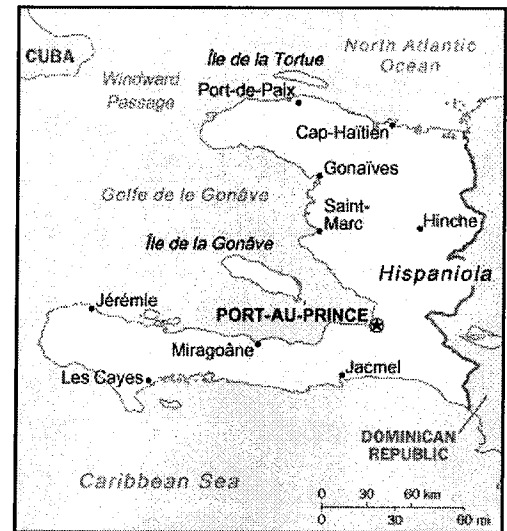 CUBA
North Atlantic
Ocean
Île de la Tortue
Windward
Passage
Port-de-Paix
Cap-Haïtien
Gonaïves
Golfe de le Gonâve
Saint-
Marc
Hinche
Île de la Gonâve
Hispaniola
Jérémie
PORT-AU-PRINCE
Miragoâne
Les Cayes
Jacmel
DOMINICAN
REPUBLIC
Caribbean Sea
0 30 60 km
0 30 60 mi